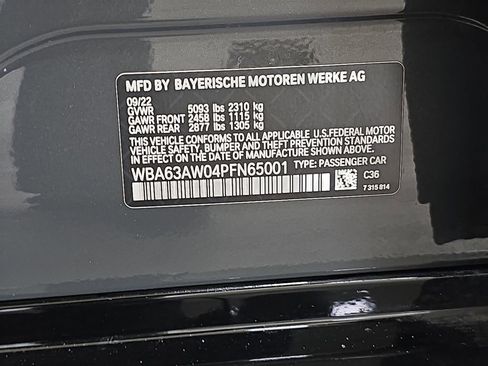 MFD BY BAYERISCHE MOTOREN WERKE AG
09/22
GVWR 5093 lbs 2310 kg
GAWR FRONT 2458 lbs 1115 kg
GAWR REAR 2877 lbs 1305 kg
THIS VEHICLE CONFORMS TO ALL APPLICABLE U.S.FEDERAL MOTOR
VEHICLE SAFETY, BUMPER AND THEFT PREVENTION STANDARDS
IN EFFECT ON THE DATE OF MANUFACTURE SHOWN ABOVE.
WBA63AW04PFN65001 TYPE: PASSENGER CAR
C36
7 315 814